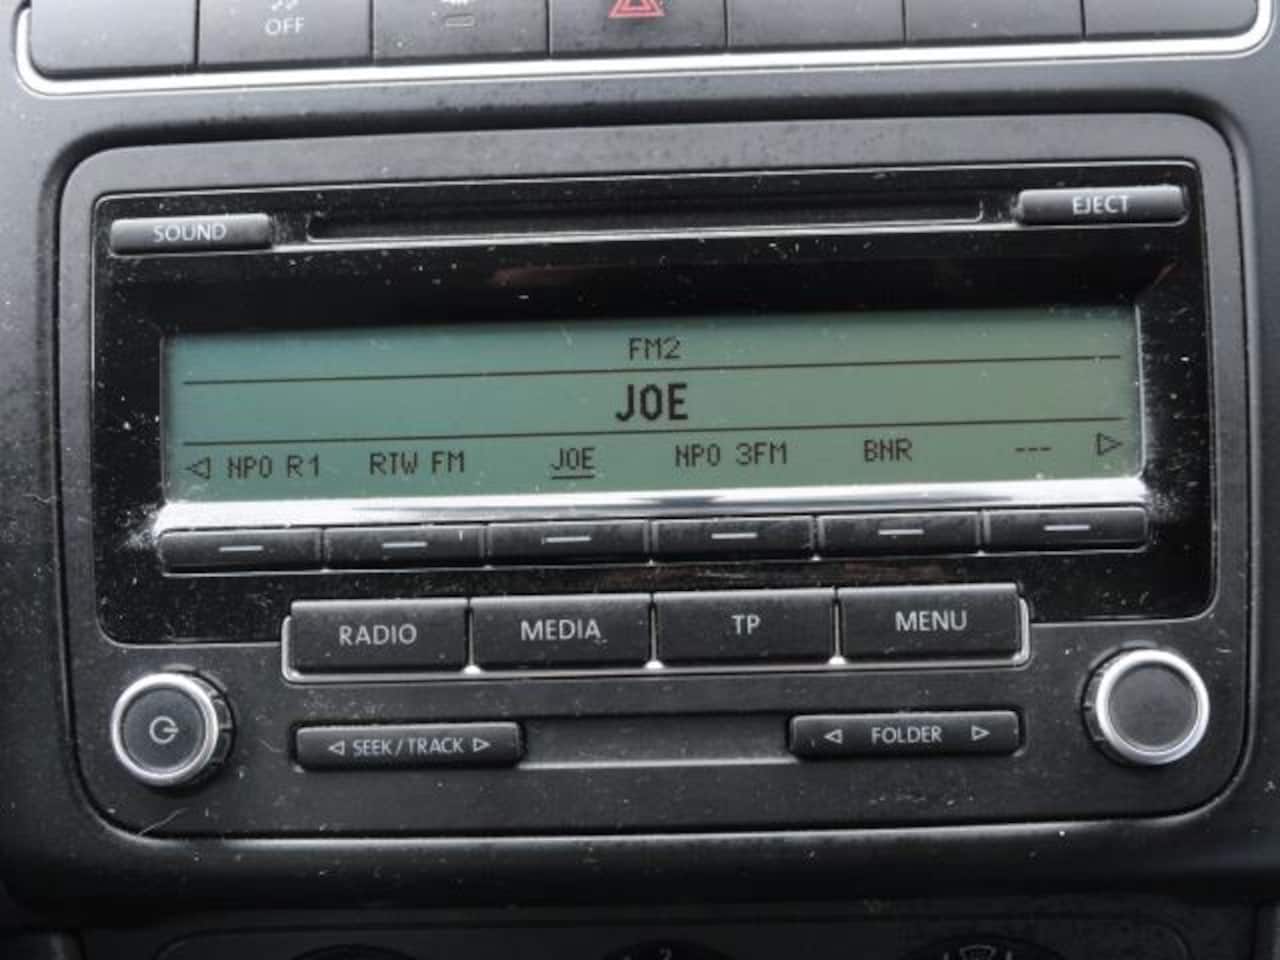 OFF
SOUND
EJECT
FM2
JOE
NPO R1 RTW FM JOE NPO 3FM BNR ---
RADIO MEDIA TP MENU
SEEK / TRACK FOLDER